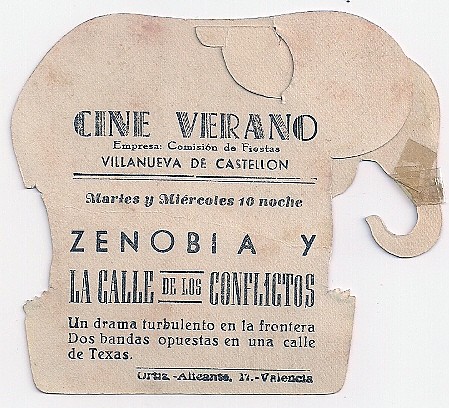 CINE VERANO
Empresa: Comisión de Fiestas
VILLANUEVA DE CASTELLON
Martes y Miércoles 10 noche
ZENOBIA Y
LA CALLE DE LOS CONFLICTOS
Un drama turbulento en la frontera
Dos bandas opuestas en una calle
de Texas.
Ortiz.-Alicante, 17.-Valencia